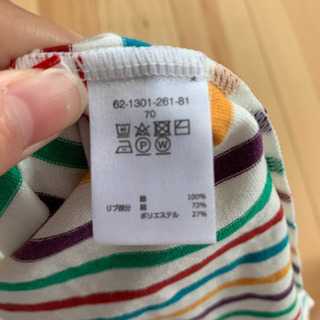 62-1301-261-81
70
綿 100%
リブ部分 綿 73%
ポリエステル 27%